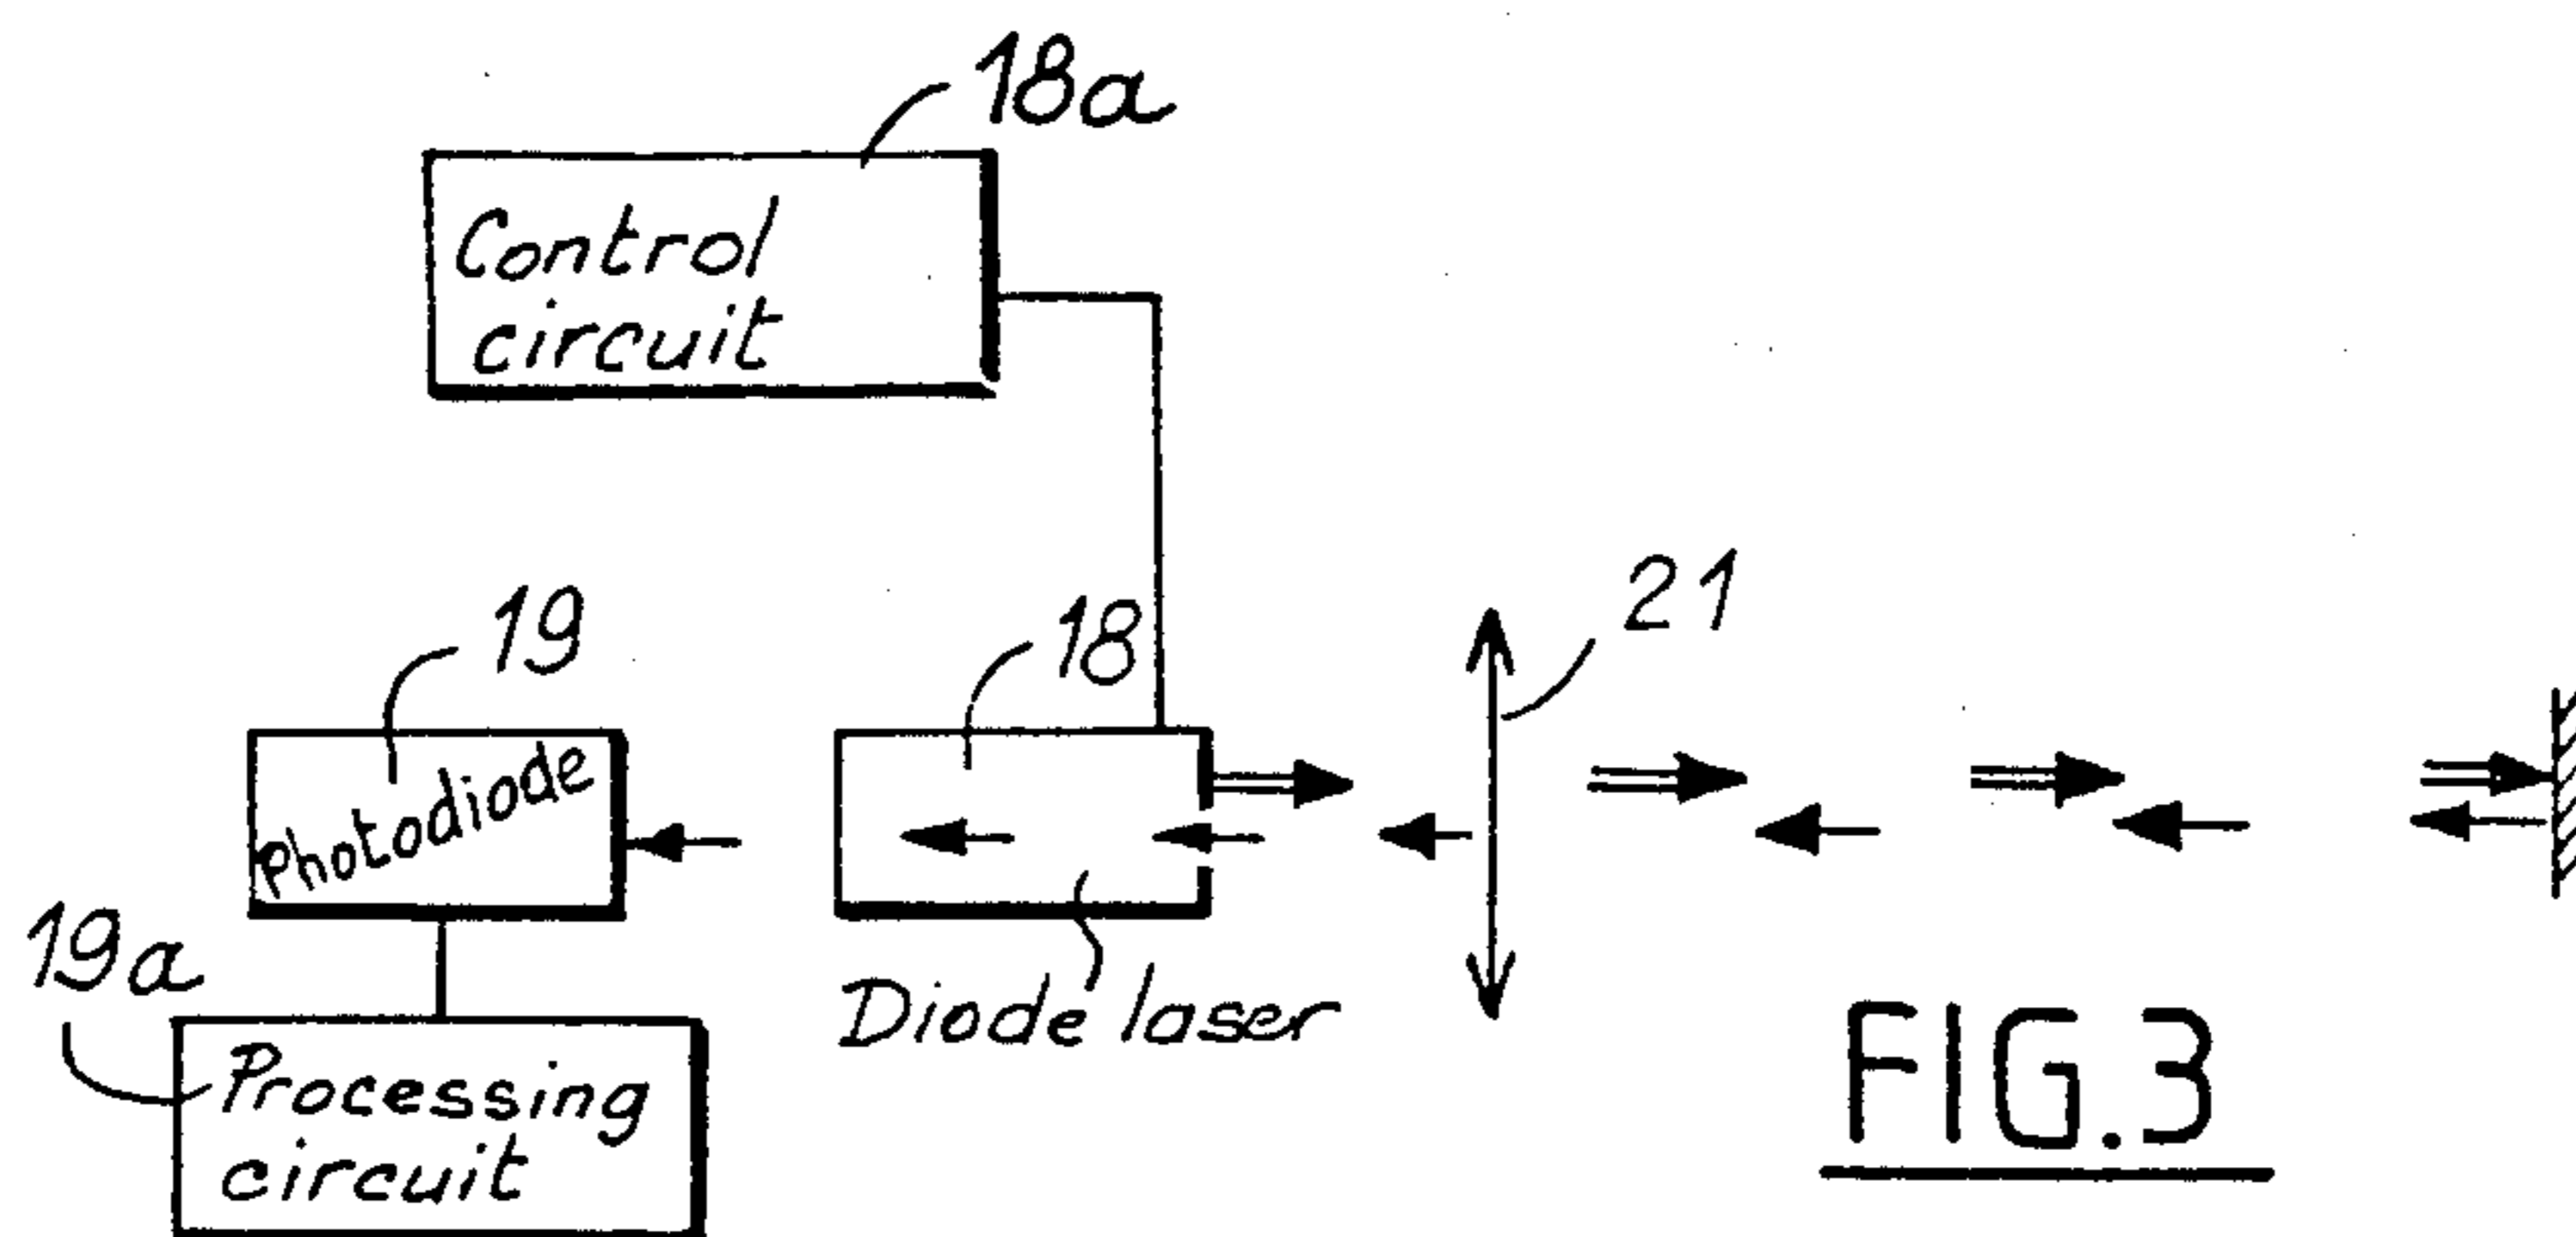 18a
Control
circuit
19
18
21
Photodiode
19a
Diode laser
Processing
circuit
FIG.3